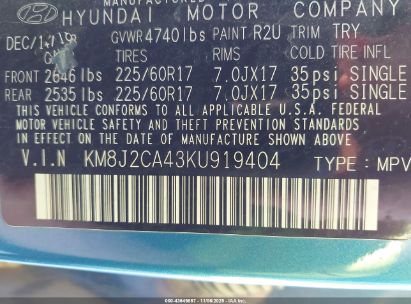 MANUFACTURED
HYUNDAI MOTOR COMPANY
DEC/17/18 GVWR 4740 lbs PAINT R2U TRIM TRY
TIRES RIMS COLD TIRE INFL
FRONT 2646 lbs 225/60R17 7.0JX17 35psi SINGLE
REAR 2535 lbs 225/60R17 7.0JX17 35psi SINGLE
THIS VEHICLE CONFORMS TO ALL APPLICABLE U.S.A. FEDERAL
MOTOR VEHICLE SAFETY AND THEFT PREVENTION STANDARDS
IN EFFECT ON THE DATE OF MANUFACTURE SHOWN ABOVE
V.I.N KM8J2CA43KU919404 TYPE : MPV